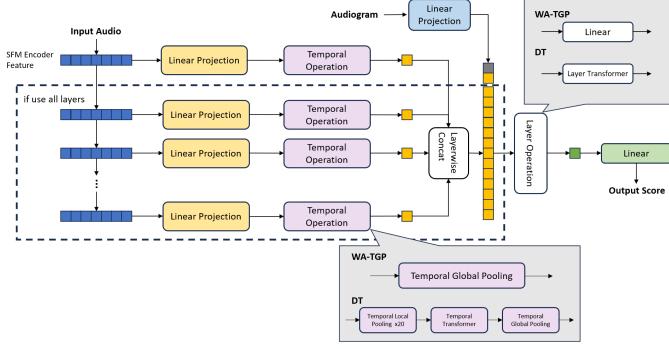 Audiogram
Linear
Projection
Input Audio
SFM Encoder
Feature
Linear Projection
Temporal
Operation
if use all layers
Linear Projection
Temporal
Operation
Linear Projection
Temporal
Operation
Linear Projection
Temporal
Operation
Layerwise
Concat
Layer Operation
WA-TGP
Linear
DT
Layer Transformer
Linear
Output Score
WA-TGP
Temporal Global Pooling
DT
Temporal Local
Pooling x20
Temporal
Transformer
Temporal
Global Pooling